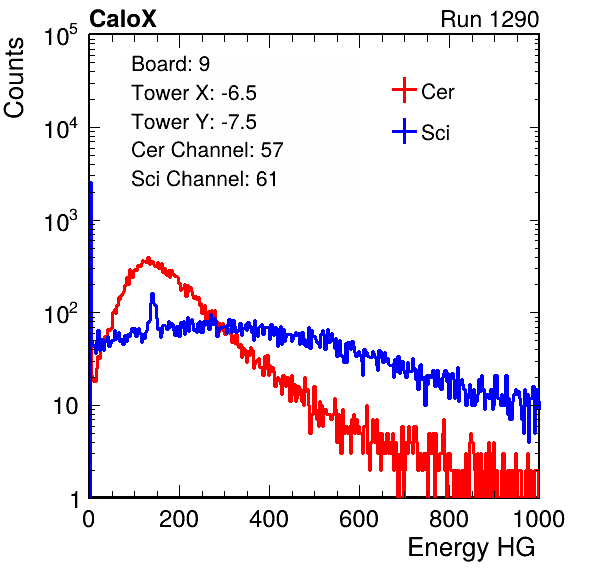 CaloX Run 1290
Counts
Board: 9
Tower X: -6.5
Tower Y: -7.5
Cer Channel: 57
Sci Channel: 61
Cer
Sci
10^5
10^4
10^3
10^2
10
1
0 200 400 600 800 1000
Energy HG